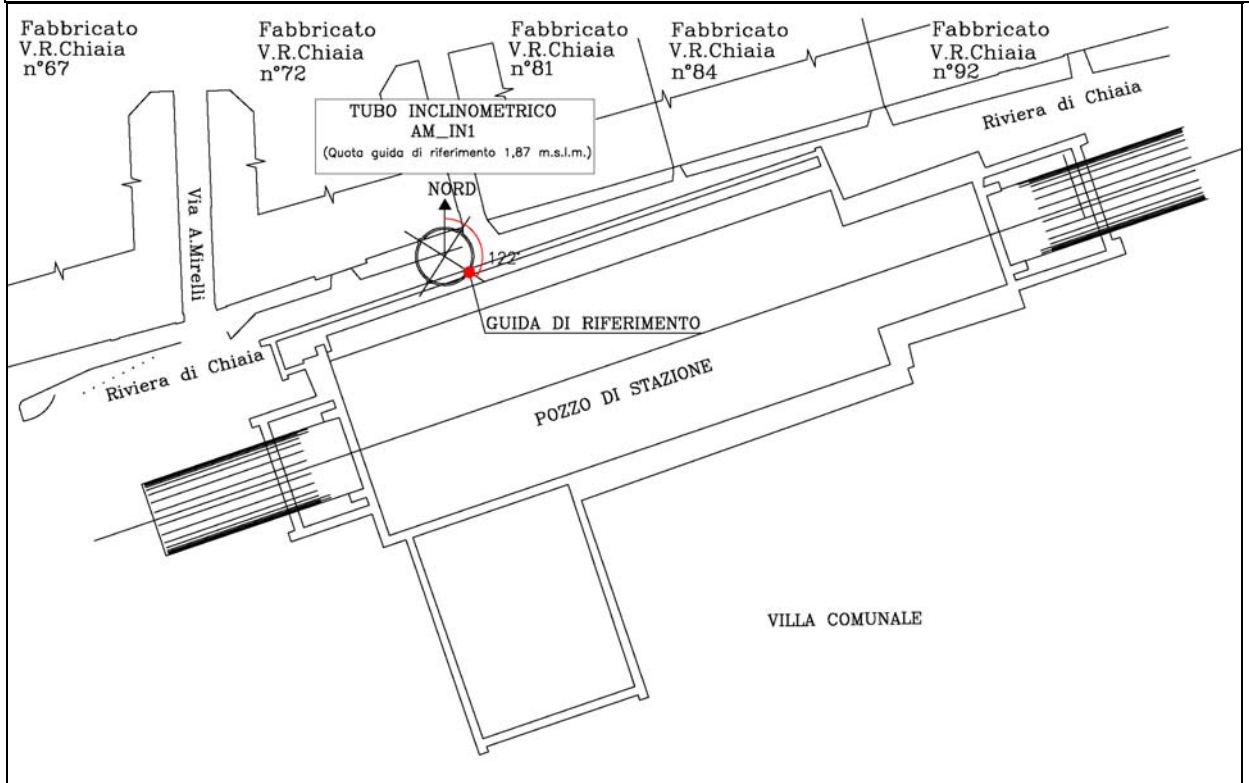 Fabbricato
V.R.Chiaia
n°67
Fabbricato
V.R.Chiaia
n°72
Fabbricato
V.R.Chiaia
n°81
Fabbricato
V.R.Chiaia
n°84
Fabbricato
V.R.Chiaia
n°92
TUBO INCLINOMETRICO
AM_IN1
(Quota guida di riferimento 1,87 m.s.l.m.)
Riviera di Chiaia
NORD
Via A.Mirelli
122°
GUIDA DI RIFERIMENTO
Riviera di Chiaia
POZZO DI STAZIONE
VILLA COMUNALE